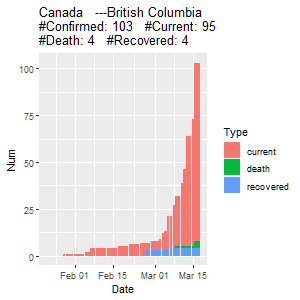 Canada ---British Columbia
#Confirmed: 103 #Current: 95
#Death: 4 #Recovered: 4
100
75
50
25
0
Num
Feb 01 Feb 15 Mar 01 Mar 15
Date
Type
current
death
recovered